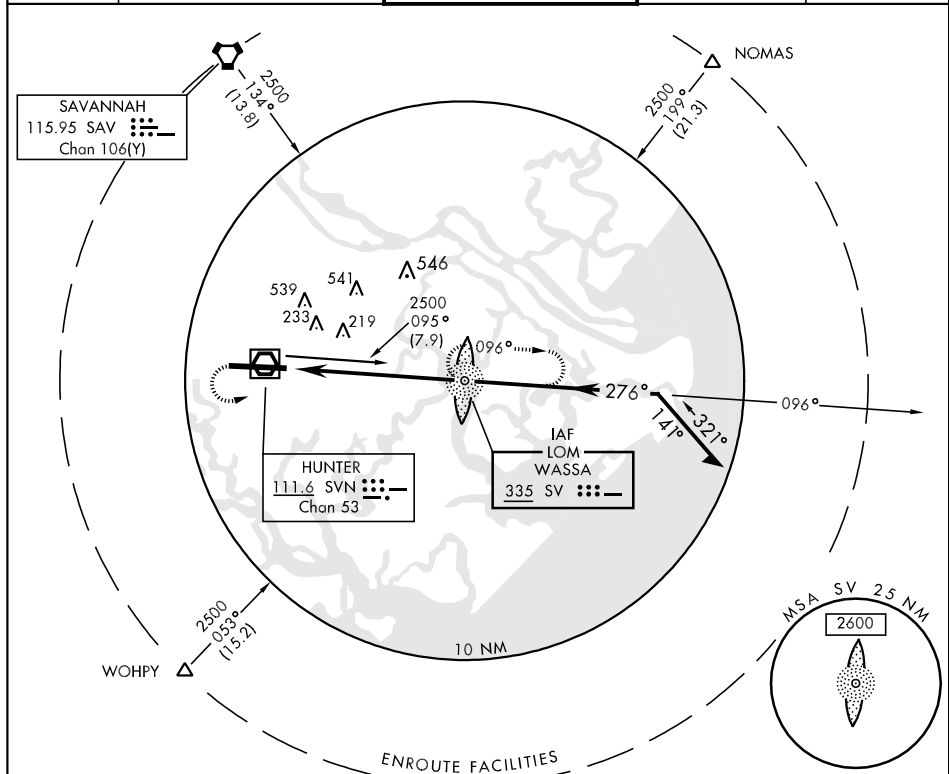 NOMAS
2500
134°
(13.8)
2500
199°
(21.3)
SAVANNAH
115.95 SAV
Chan 106(Y)
546
541
539
233
219
2500
095°
(7.9)
096°
276°
096°
141°
321°
IAF
LOM
WASSA
335 SV
HUNTER
111.6 SVN
Chan 53
2500
053°
(15.2)
WOHPY
10 NM
MSA SV 25 NM
2600
ENROUTE FACILITIES